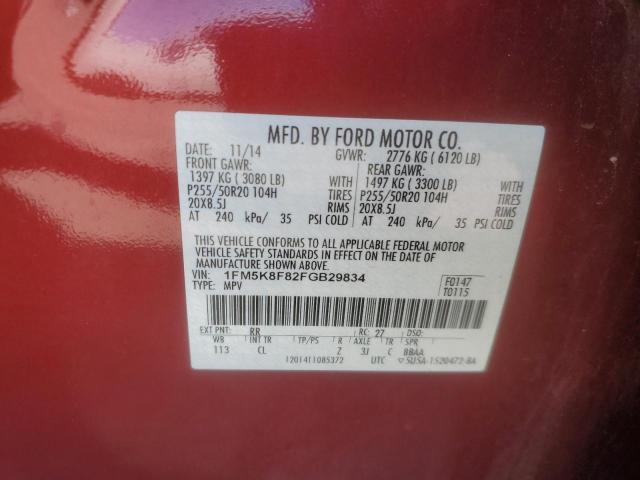 MFD. BY FORD MOTOR CO.
DATE: 11/14 GVWR: 2776 KG ( 6120 LB)
FRONT GAWR: REAR GAWR:
1397 KG ( 3080 LB) 1497 KG ( 3300 LB)
P255/50R20 104H TIRES P255/50R20 104H TIRES
20X8.5J RIMS 20X8.5J RIMS
AT 240 kPa/ 35 PSI COLD AT 240 kPa/ 35 PSI COLD
THIS VEHICLE CONFORMS TO ALL APPLICABLE FEDERAL MOTOR
VEHICLE SAFETY STANDARDS IN EFFECT ON THE DATE OF
MANUFACTURE SHOWN ABOVE.
VIN: 1FM5K8F82FGB29834 F0147
TYPE: MPV T0115
EXT PNT: RR RC: 27 DSO:
WB INT TR TP/PS R AXLE TR SPR
113 CL Z 3J C BBAA
1201411085372 UTC 5USA-1520472-BA